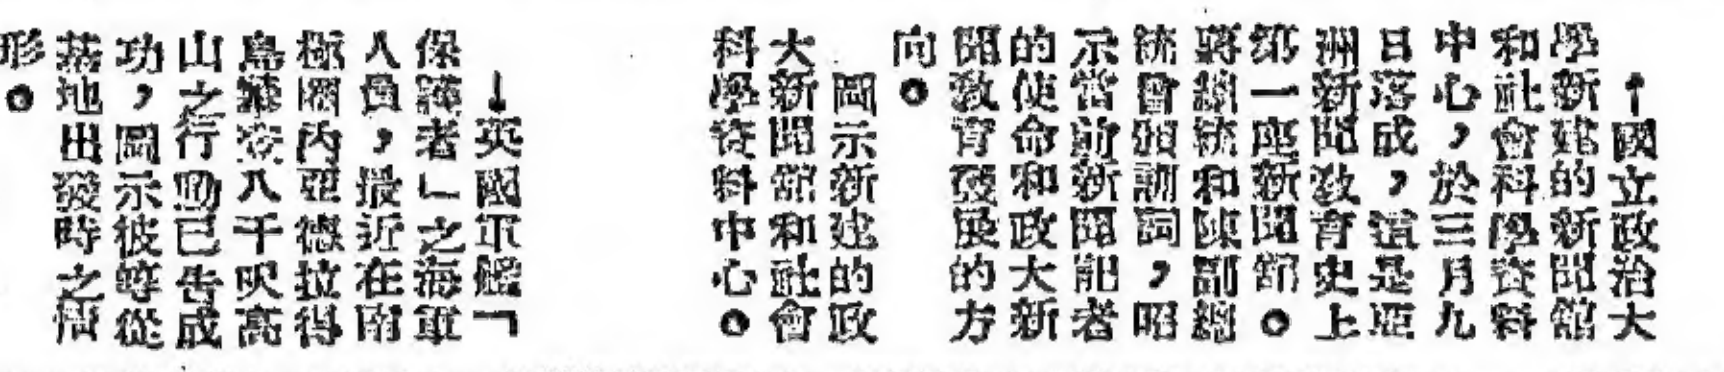 ↑國立政治大
學新建的新聞館
和社會科學資料
中心，於三月九
日落成，這是亞
洲新聞教育史上
第一座新聞館。
蔣總統和陳副總
統曾頒訓詞，昭
示當前新聞記者
的使命和政大新
聞教育發展的方
向。
圖示新建的政
大新聞館和社會
科學資料中心。
↓英國軍艦「
保護者」之海軍
人員，最近在南
極圈內亞德拉得
島攀登八千呎高
山之行動已告成
功，圖示彼等從
基地出發時之情
形。